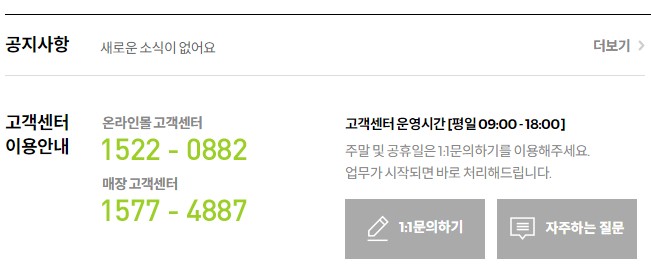 공지사항
새로운 소식이 없어요
더보기
고객센터
이용안내
온라인몰 고객센터
1522 - 0882
매장 고객센터
1577 - 4887
고객센터 운영시간 [평일 09:00 - 18:00]
주말 및 공휴일은 1:1문의하기를 이용해주세요.
업무가 시작되면 바로 처리해드립니다.
1:1문의하기
자주하는 질문